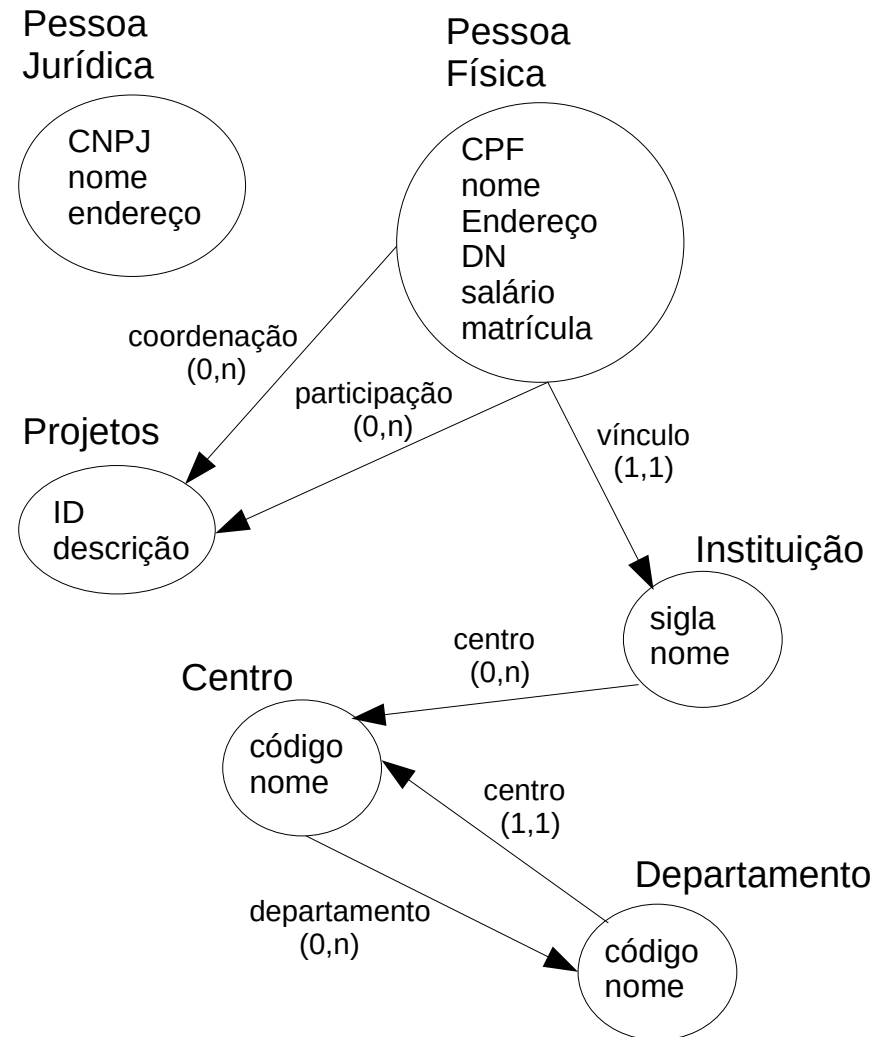 Pessoa
Jurídica
CNPJ
nome
endereço
Pessoa
Física
CPF
nome
Endereço
DN
salário
matrícula
coordenação
(0,n)
participação
(0,n)
vínculo
(1,1)
Projetos
ID
descrição
Instituição
sigla
nome
centro
(0,n)
Centro
código
nome
centro
(1,1)
departamento
(0,n)
Departamento
código
nome